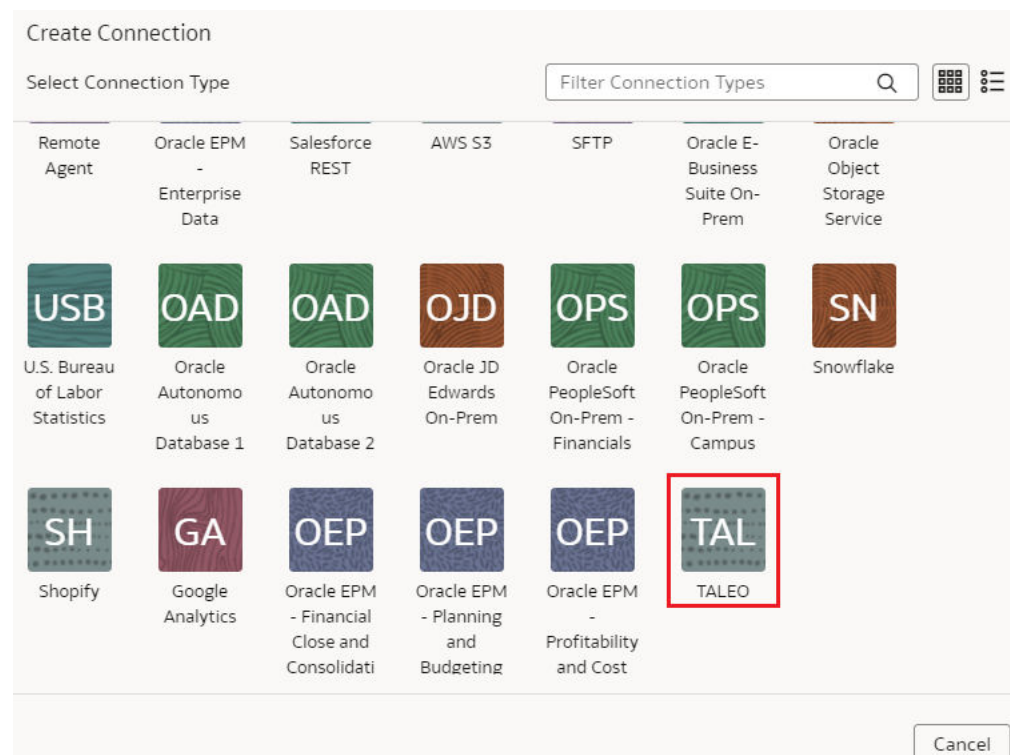 Create Connection
Select Connection Type
Filter Connection Types
Remote
Agent
Oracle EPM
-
Enterprise
Data
Salesforce
REST
AWS S3
SFTP
Oracle E-
Business
Suite On-
Prem
Oracle
Object
Storage
Service
USB
U.S. Bureau
of Labor
Statistics
OAD
Oracle
Autonomo
us
Database 1
OAD
Oracle
Autonomo
us
Database 2
OJD
Oracle JD
Edwards
On-Prem
OPS
Oracle
PeopleSoft
On-Prem -
Financials
OPS
Oracle
PeopleSoft
On-Prem -
Campus
SN
Snowflake
SH
Shopify
GA
Google
Analytics
OEP
Oracle EPM
- Financial
Close and
Consolidati
OEP
Oracle EPM
- Planning
and
Budgeting
OEP
Oracle EPM
-
Profitability
and Cost
TAL
TALEO
Cancel